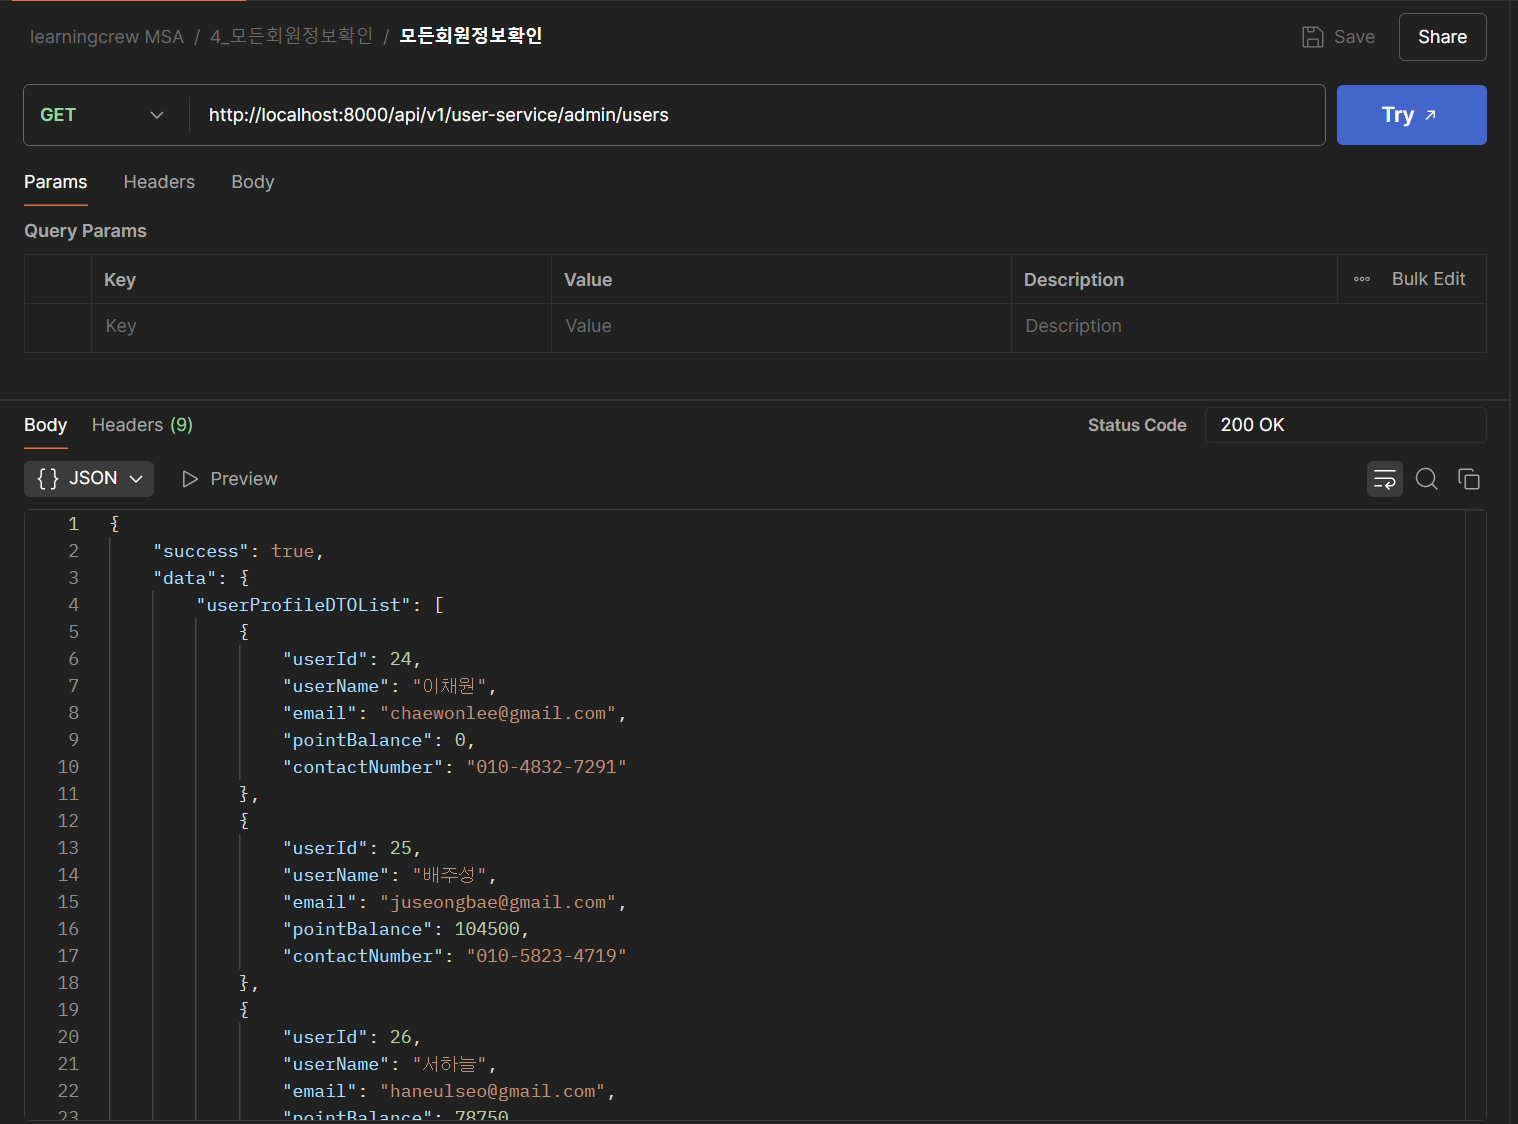 learningcrew MSA / 4_모든회원정보확인 / 모든회원정보확인 Save Share
GET http://localhost:8000/api/v1/user-service/admin/users Try
Params Headers Body
Query Params
Key Value Description Bulk Edit
Key Value Description
Body Headers (9) Status Code 200 OK
{} JSON Preview
1 {
2 "success": true,
3 "data": {
4 "userProfileDTOList": [
5 {
6 "userId": 24,
7 "userName": "이채원",
8 "email": "chaewonlee@gmail.com",
9 "pointBalance": 0,
10 "contactNumber": "010-4832-7291"
11 },
12 {
13 "userId": 25,
14 "userName": "배주성",
15 "email": "juseongbae@gmail.com",
16 "pointBalance": 104500,
17 "contactNumber": "010-5823-4719"
18 },
19 {
20 "userId": 26,
21 "userName": "서하늘",
22 "email": "haneulseo@gmail.com",
23 "pointBalance": 78750